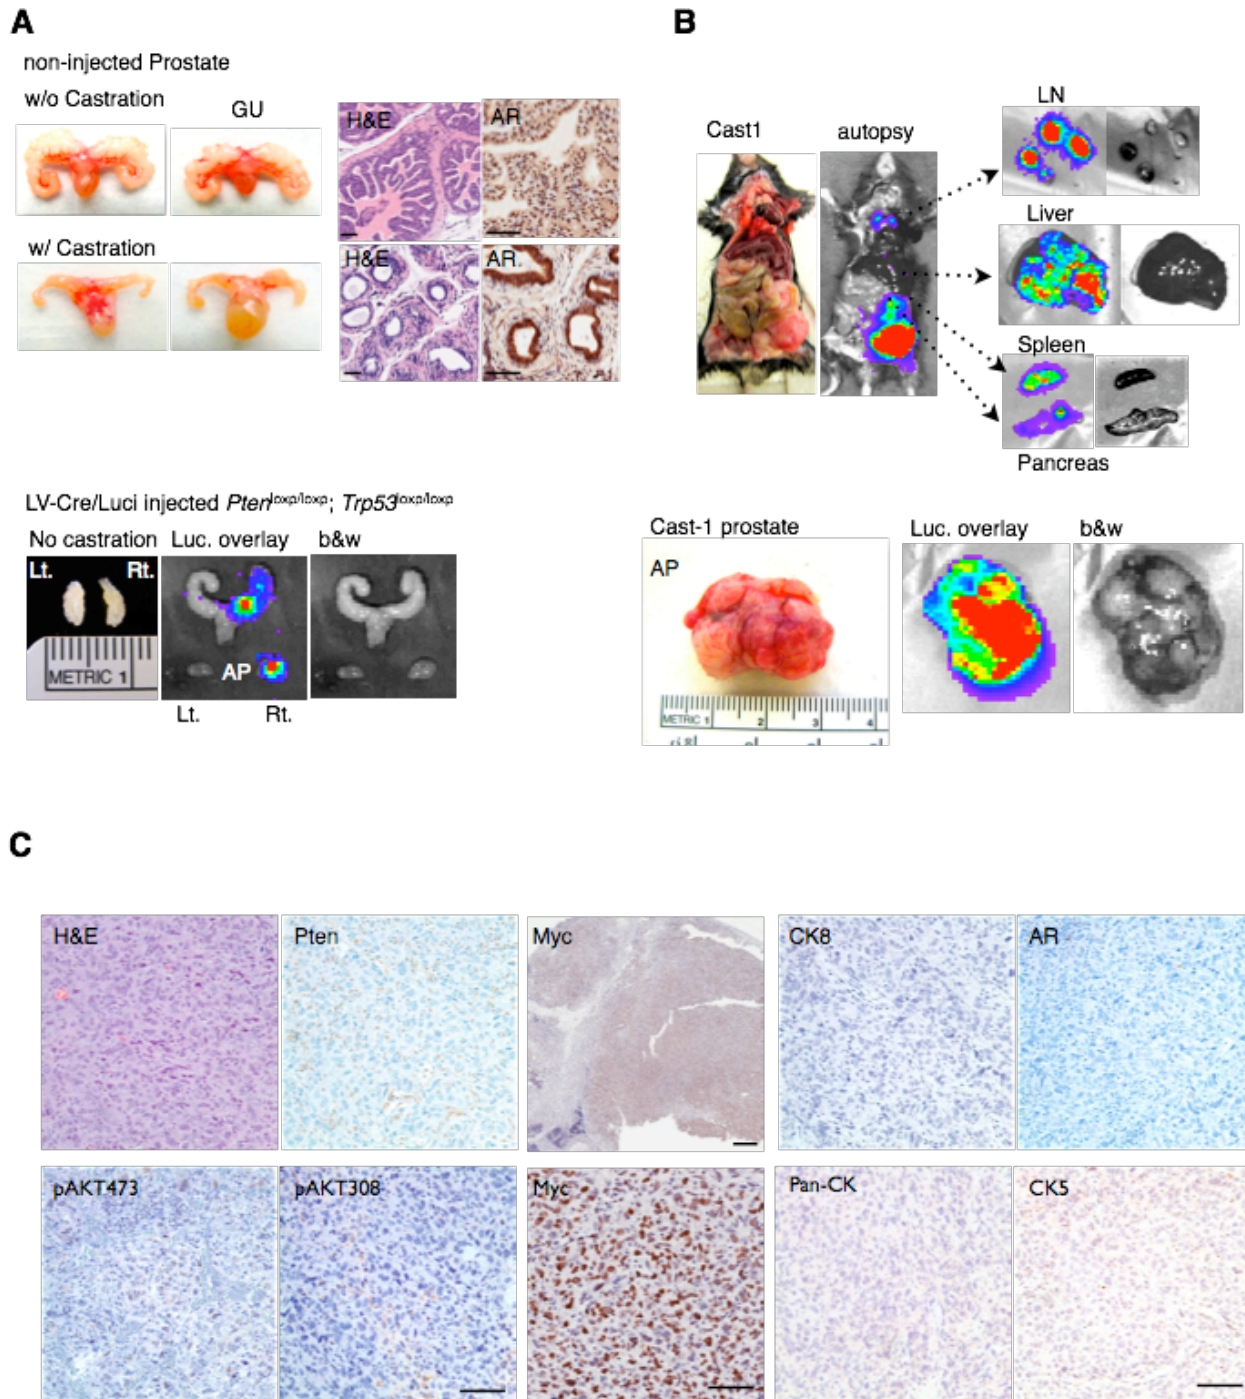 A
non-injected Prostate
w/o Castration
GU
H&E
AR
w/ Castration
H&E
AR
LV-Cre/Luci injected Pten^loxp/loxp; Trp53^loxp/loxp
No castration
Luc. overlay
b&w
Lt.
Rt.
METRIC 1
AP
Lt.
Rt.
B
Cast1
autopsy
LN
Liver
Spleen
Pancreas
Cast-1 prostate
Luc. overlay
b&w
AP
METRIC 1 2 3 4
C
H&E
Pten
Myc
CK8
AR
pAKT473
pAKT308
Myc
Pan-CK
CK5